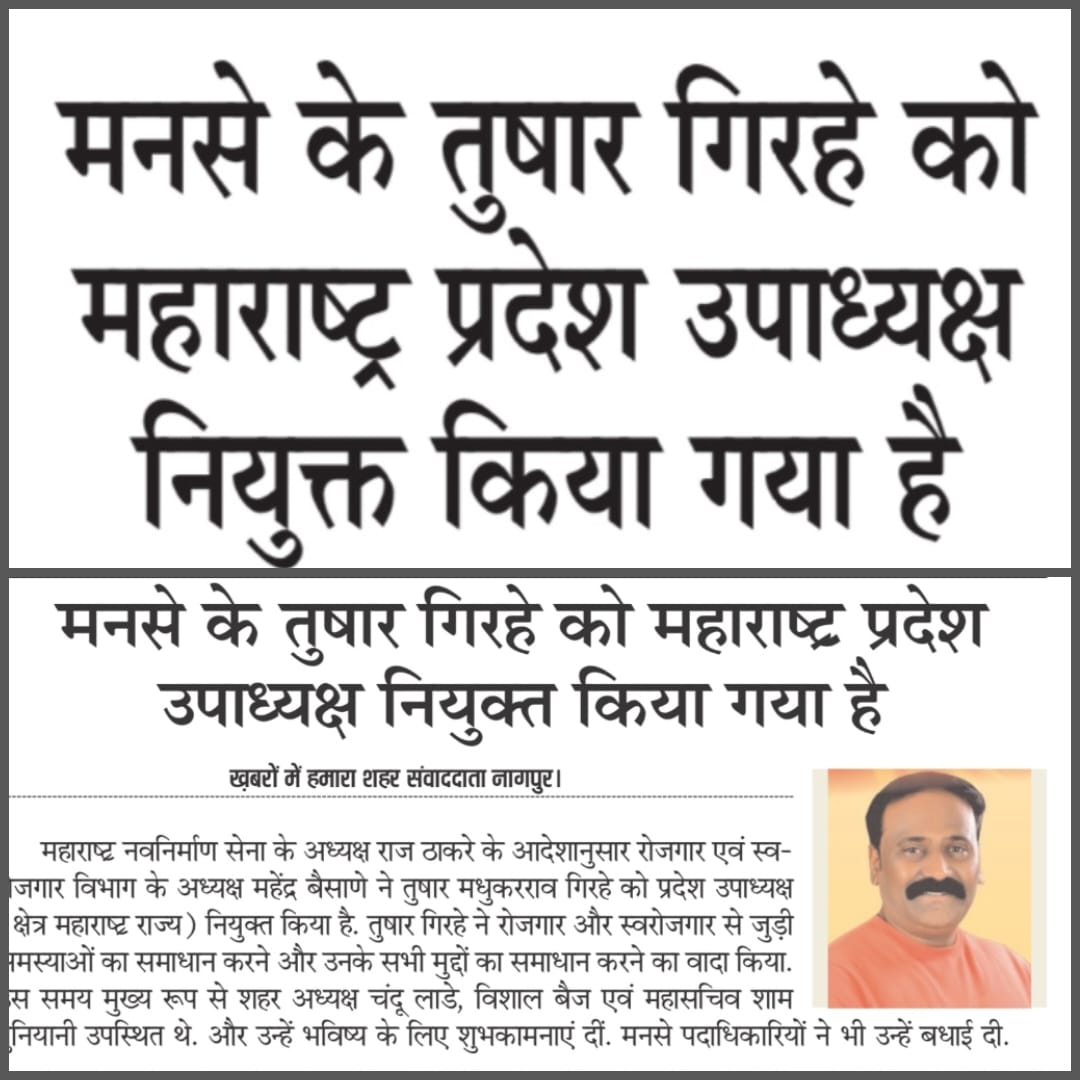 मनसे के तुषार गिरहे को
महाराष्ट्र प्रदेश उपाध्यक्ष
नियुक्त किया गया है
मनसे के तुषार गिरहे को महाराष्ट्र प्रदेश
उपाध्यक्ष नियुक्त किया गया है
ख़बरों में हमारा शहर संवाददाता नागपुर।
महाराष्ट नवनिर्माण सेना के अध्यक्ष राज ठाकरे के आदेशानुसार रोजगार एवं स्व-
जगार विभाग के अध्यक्ष महेंद्र बैसाणे ने तुषार मधुकरराव गिरहे को प्रदेश उपाध्यक्ष
क्षेत्र महाराष्ट राज्य) नियुक्त किया है. तुषार गिरहे ने रोजगार और स्वरोजगार से जुड़ी
मस्याओं का समाधान करने और उनके सभी मुद्दों का समाधान करने का वादा किया.
स समय मुख्य रूप से शहर अध्यक्ष चंदू लाडे, विशाल बैज एवं महासचिव शाम
नियानी उपस्थित थे. और उन्हें भविष्य के लिए शुभकामनाएं दीं. मनसे पदाधिकारियों ने भी उन्हें बधाई दी.